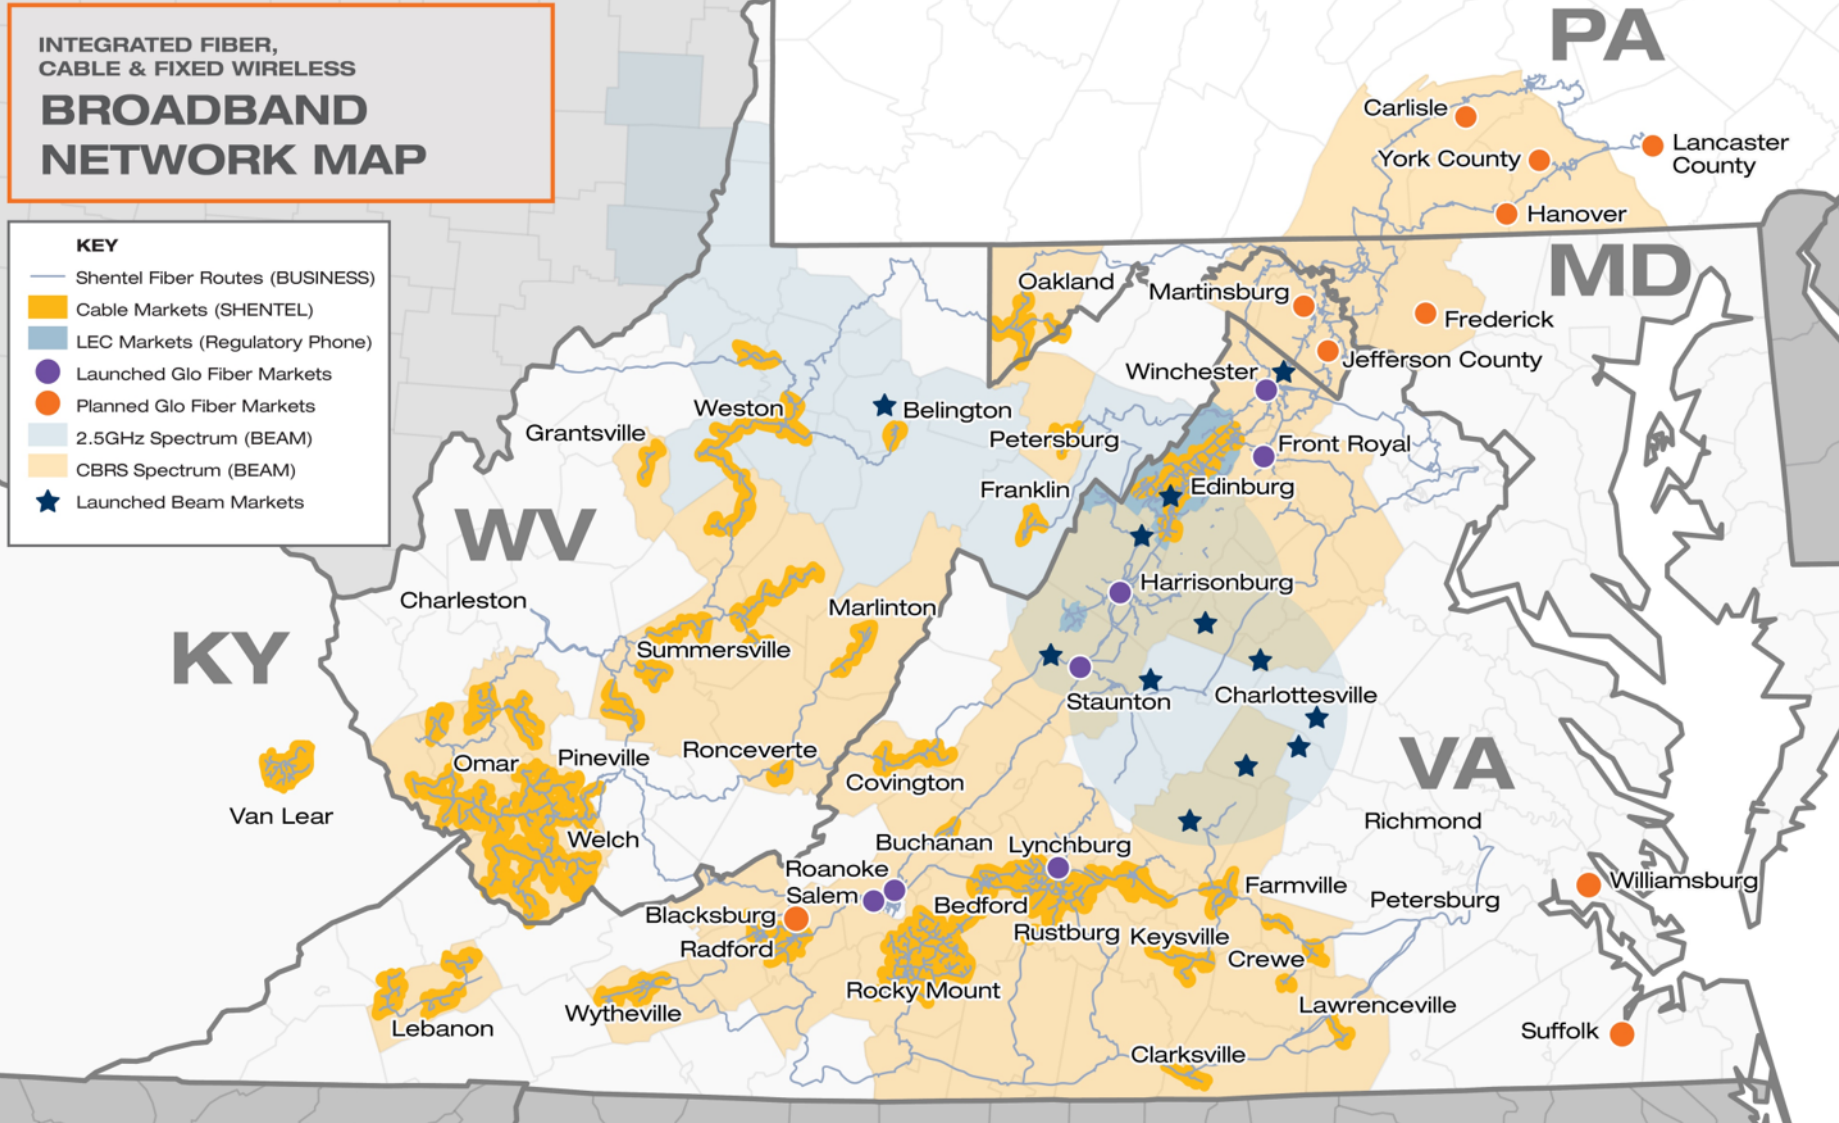 INTEGRATED FIBER,
CABLE & FIXED WIRELESS
BROADBAND
NETWORK MAP
KEY
Shentel Fiber Routes (BUSINESS)
Cable Markets (SHENTEL)
LEC Markets (Regulatory Phone)
Launched Glo Fiber Markets
Planned Glo Fiber Markets
2.5GHz Spectrum (BEAM)
CBRS Spectrum (BEAM)
Launched Beam Markets
PA
Carlisle
York County
Lancaster
County
Hanover
MD
Oakland
Martinsburg
Frederick
Jefferson County
Winchester
Weston
Belington
Grantsville
Petersburg
Front Royal
Franklin
Edinburg
WV
Charleston
Harrisonburg
Marlinton
KY
Summersville
Staunton
Charlottesville
Omar
Pineville
Ronceverte
Covington
VA
Van Lear
Welch
Richmond
Buchanan
Lynchburg
Roanoke
Salem
Farmville
Williamsburg
Blacksburg
Bedford
Petersburg
Radford
Rustburg
Keysville
Crewe
Rocky Mount
Wytheville
Lebanon
Lawrenceville
Suffolk
Clarksville